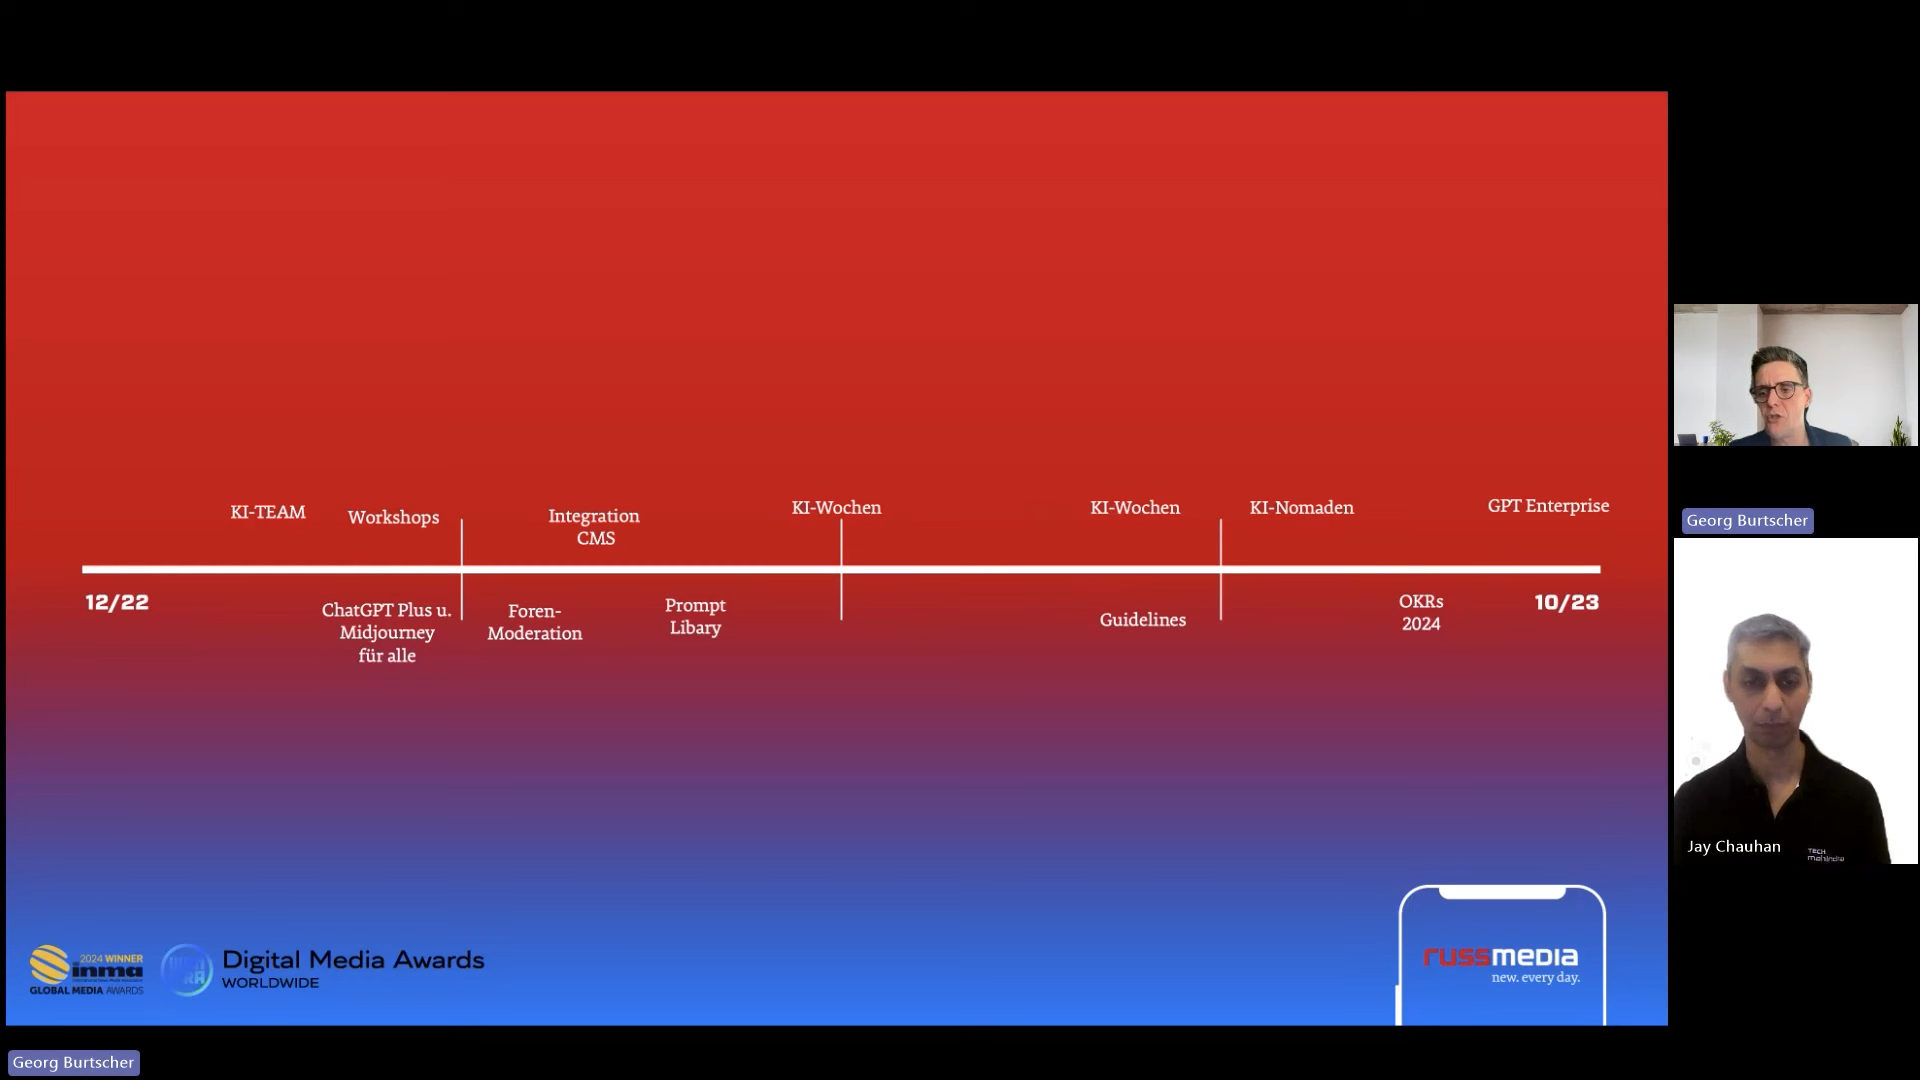 KI-TEAM
Workshops
Integration
CMS
KI-Wochen
KI-Wochen
KI-Nomaden
GPT Enterprise
12/22
ChatGPT Plus u.
Midjourney
für alle
Foren-
Moderation
Prompt
Libary
Guidelines
OKRs
2024
10/23
2024 WINNER
inma
GLOBAL MEDIA AWARDS
Digital Media Awards
WORLDWIDE
russmedia
new. every day.
Georg Burtscher
Jay Chauhan
TECH
mahindra
Georg Burtscher